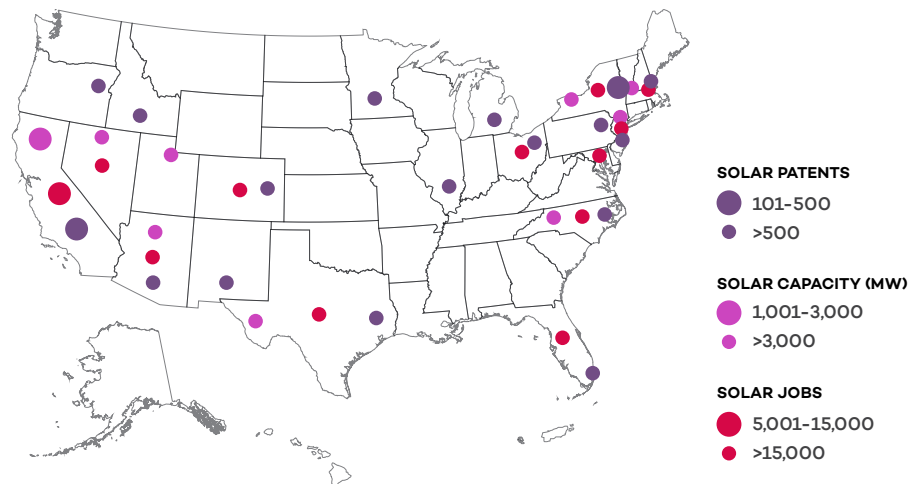 SOLAR PATENTS
101-500
>500
SOLAR CAPACITY (MW)
1,001-3,000
>3,000
SOLAR JOBS
5,001-15,000
>15,000